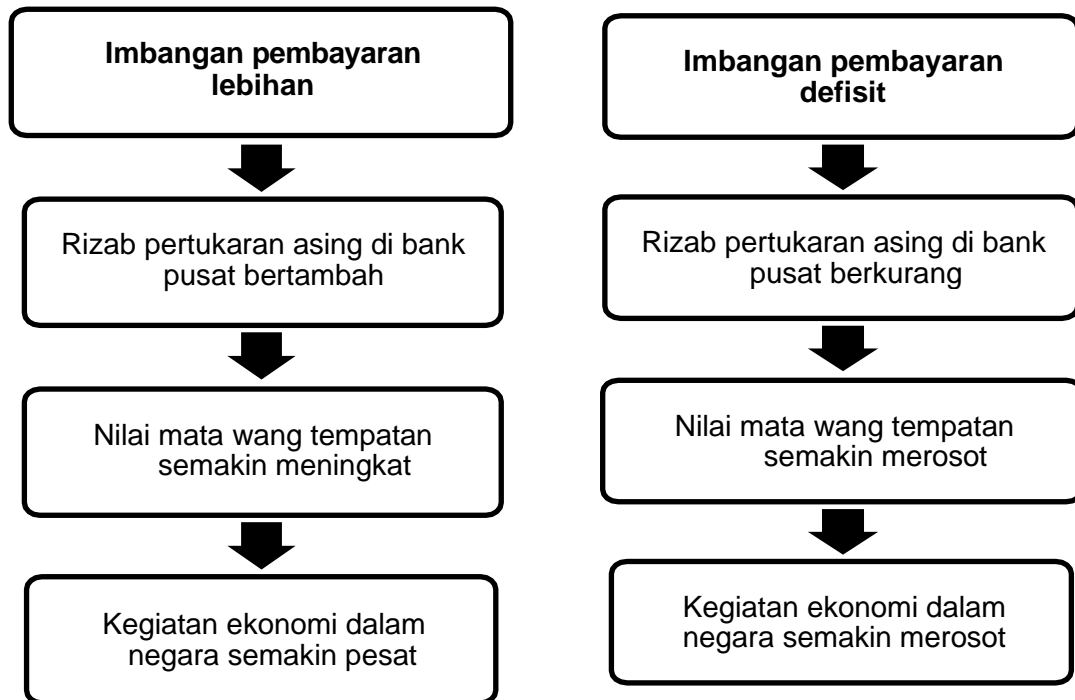 Imbangan pembayaran
lebihan
Rizab pertukaran asing di bank
pusat bertambah
Nilai mata wang tempatan
semakin meningkat
Kegiatan ekonomi dalam
negara semakin pesat
Imbangan pembayaran
defisit
Rizab pertukaran asing di bank
pusat berkurang
Nilai mata wang tempatan
semakin merosot
Kegiatan ekonomi dalam
negara semakin merosot